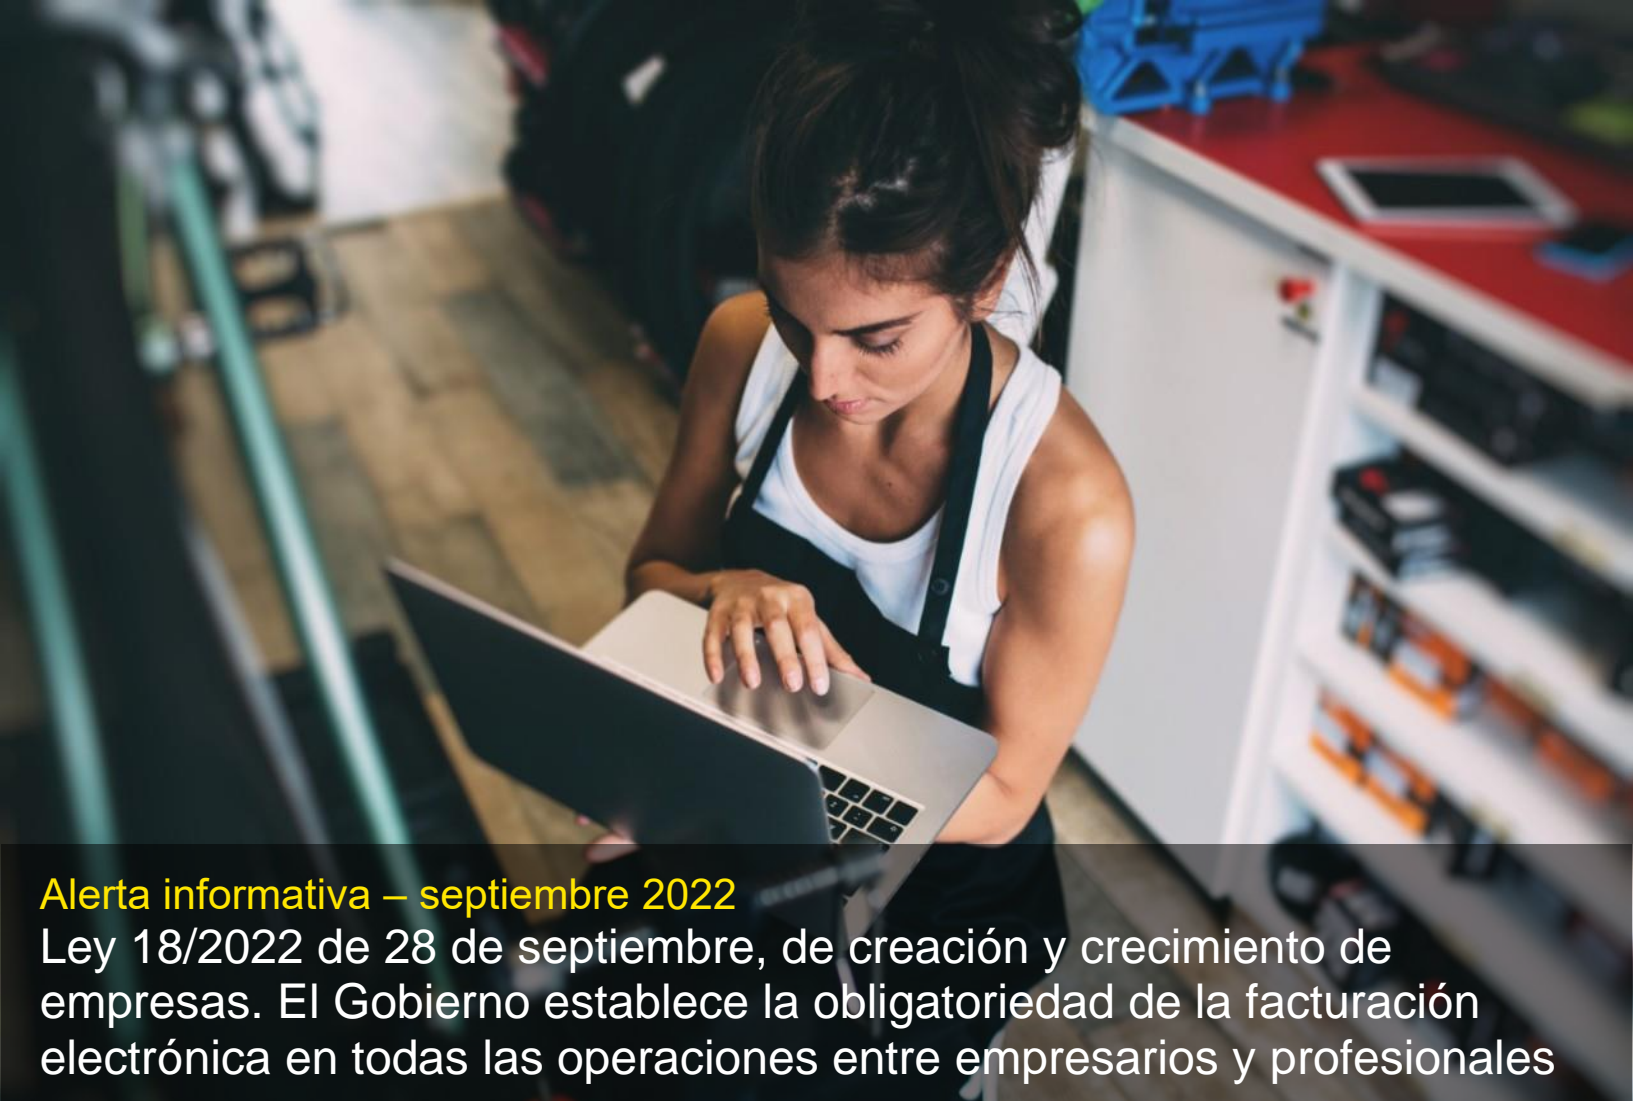 Alerta informativa – septiembre 2022
Ley 18/2022 de 28 de septiembre, de creación y crecimiento de
empresas. El Gobierno establece la obligatoriedad de la facturación
electrónica en todas las operaciones entre empresarios y profesionales